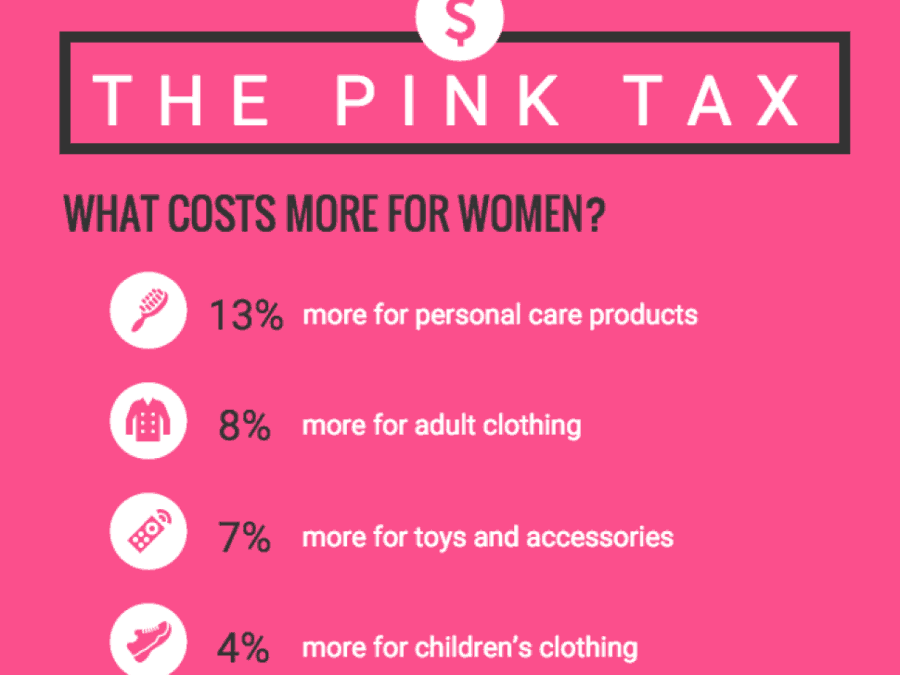 $
THE PINK TAX
WHAT COSTS MORE FOR WOMEN?
13% more for personal care products
8% more for adult clothing
7% more for toys and accessories
4% more for children’s clothing